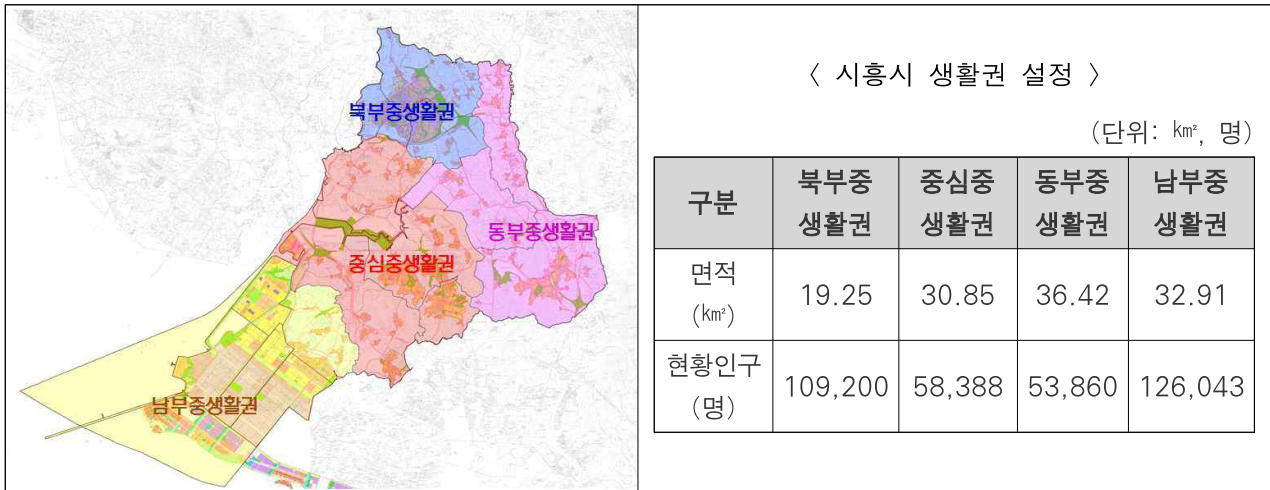 북부중생활권
동부중생활권
중심중생활권
남부중생활권
〈 시흥시 생활권 설정 〉
(단위: ㎢, 명)
구분 북부중 생활권 중심중 생활권 동부중 생활권 남부중 생활권
면적 (㎢) 19.25 30.85 36.42 32.91
현황인구 (명) 109,200 58,388 53,860 126,043